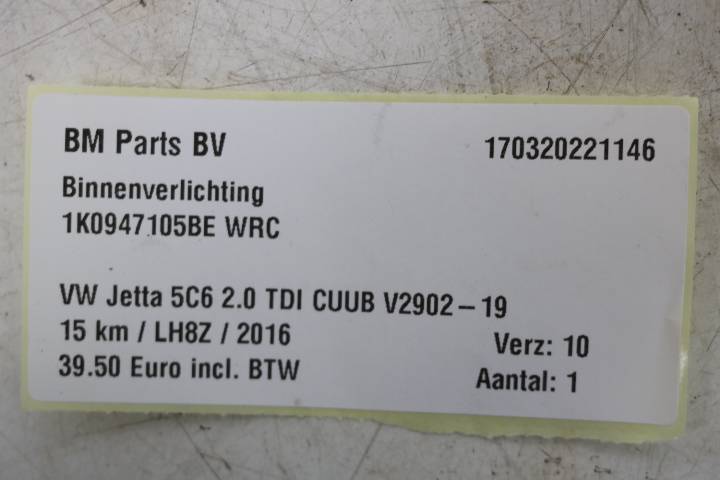 BM Parts BV 170320221146
Binnenverlichting
1K0947105BE WRC
VW Jetta 5C6 2.0 TDI CUUB V2902 – 19
15 km / LH8Z / 2016 Verz: 10
39.50 Euro incl. BTW Aantal: 1